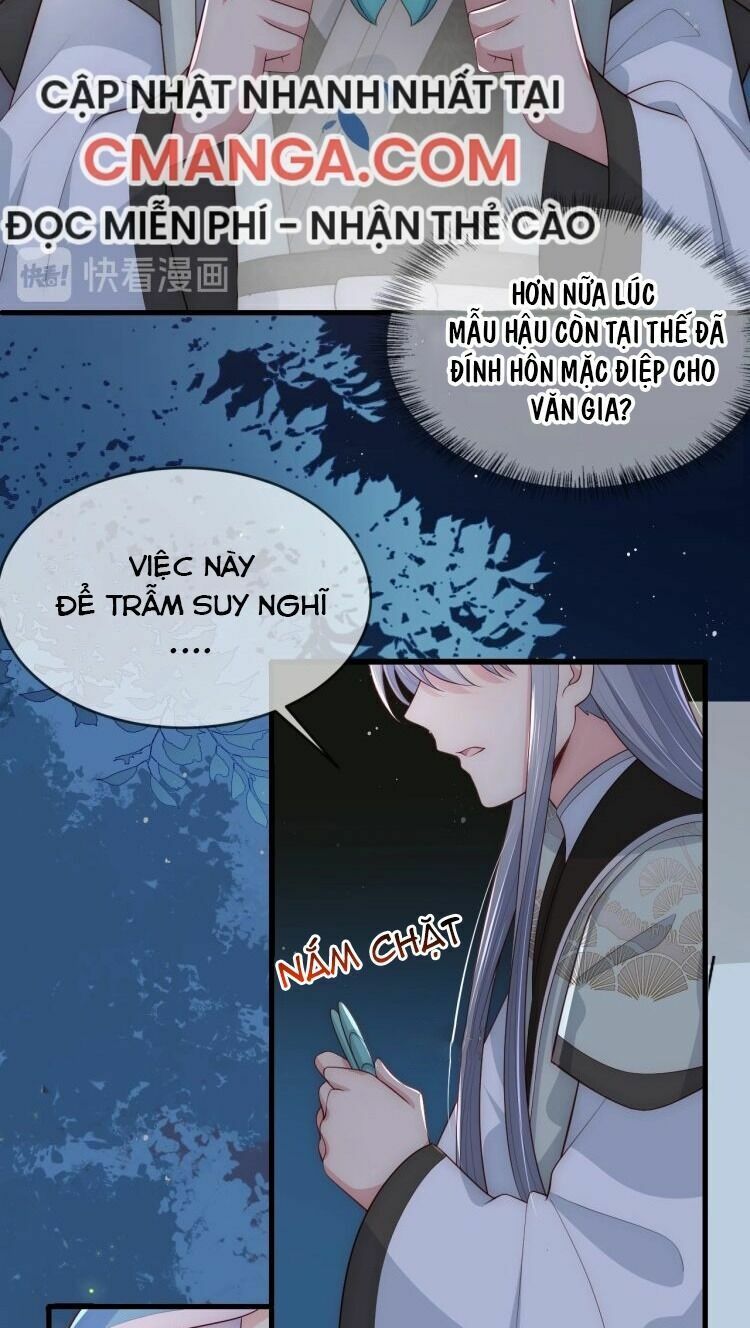 CẬP NHẬT NHANH NHẤT TẠI
CMANGA.COM
ĐỌC MIỄN PHÍ - NHẬN THẺ CÀO
快看! 快看漫画
HƠN NỮA LÚC
MẪU HẬU CÒN TẠI THẾ ĐÃ
ĐÍNH HÔN MẶC ĐIỆP CHO
VĂN GIA?
VIỆC NÀY
ĐỂ TRẪM SUY NGHĨ
....
NẮM CHẶT